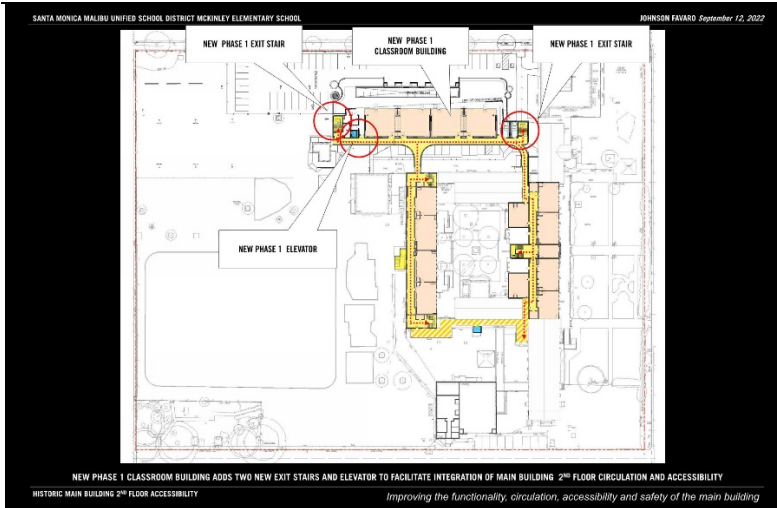 SANTA MONICA MALIBU UNIFIED SCHOOL DISTRICT MCKINLEY ELEMENTARY SCHOOL
JOHNSON FAVARO September 12, 2022
NEW PHASE 1 EXIT STAIR
NEW PHASE 1
CLASSROOM BUILDING
NEW PHASE 1 EXIT STAIR
NEW PHASE 1 ELEVATOR
NEW PHASE 1 CLASSROOM BUILDING ADDS TWO NEW EXIT STAIRS AND ELEVATOR TO FACILITATE INTEGRATION OF MAIN BUILDING 2ND FLOOR CIRCULATION AND ACCESSIBILITY
HISTORIC MAIN BUILDING 2ND FLOOR ACCESSIBILITY
Improving the functionality, circulation, accessibility and safety of the main building